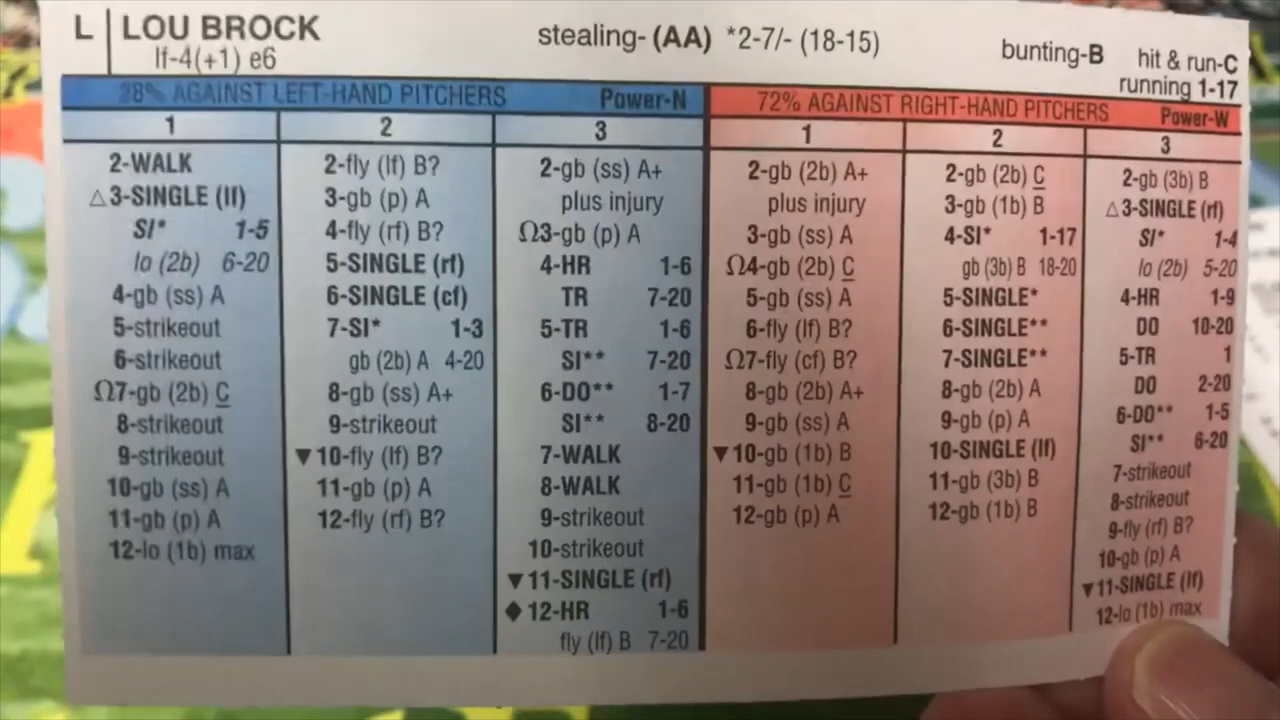 L LOU BROCK stealing- (AA) *2-7/- (18-15) bunting-B hit & run-C
lf-4(+1) e6 running 1-17
28% AGAINST LEFT-HAND PITCHERS Power-N
1 2 3
2-WALK
△3-SINGLE (lf)
SI* 1-5
lo (2b) 6-20
4-gb (ss) A
5-strikeout
6-strikeout
Ω7-gb (2b) C
8-strikeout
9-strikeout
10-gb (ss) A
11-gb (p) A
12-lo (1b) max
2-fly (lf) B?
3-gb (p) A
4-fly (rf) B?
5-SINGLE (rf)
6-SINGLE (cf)
7-SI* 1-3
gb (2b) A 4-20
8-gb (ss) A+
9-strikeout
▼10-fly (lf) B?
11-gb (p) A
12-fly (rf) B?
2-gb (ss) A+
plus injury
Ω3-gb (p) A
4-HR 1-6
TR 7-20
5-TR 1-6
SI** 7-20
6-DO** 1-7
SI** 8-20
7-WALK
8-WALK
9-strikeout
10-strikeout
▼11-SINGLE (rf)
♦12-HR 1-6
fly (lf) B 7-20
72% AGAINST RIGHT-HAND PITCHERS Power-W
1 2 3
2-gb (2b) A+
plus injury
3-gb (ss) A
Ω4-gb (2b) C
5-gb (ss) A
6-fly (lf) B?
Ω7-fly (cf) B?
8-gb (2b) A+
9-gb (ss) A
▼10-gb (1b) B
11-gb (1b) C
12-gb (p) A
2-gb (2b) C
3-gb (1b) B
4-SI* 1-17
gb (3b) B 18-20
5-SINGLE*
6-SINGLE**
7-SINGLE**
8-gb (2b) A
9-gb (p) A
10-SINGLE (lf)
11-gb (3b) B
12-gb (1b) B
2-gb (3b) B
△3-SINGLE (rf)
SI* 1-4
lo (2b) 5-20
4-HR 1-9
DO 10-20
5-TR 1
DO 2-20
6-DO** 1-5
SI** 6-20
7-strikeout
8-strikeout
9-fly (rf) B?
10-gb (p) A
▼11-SINGLE (lf)
12-lo (1b) max